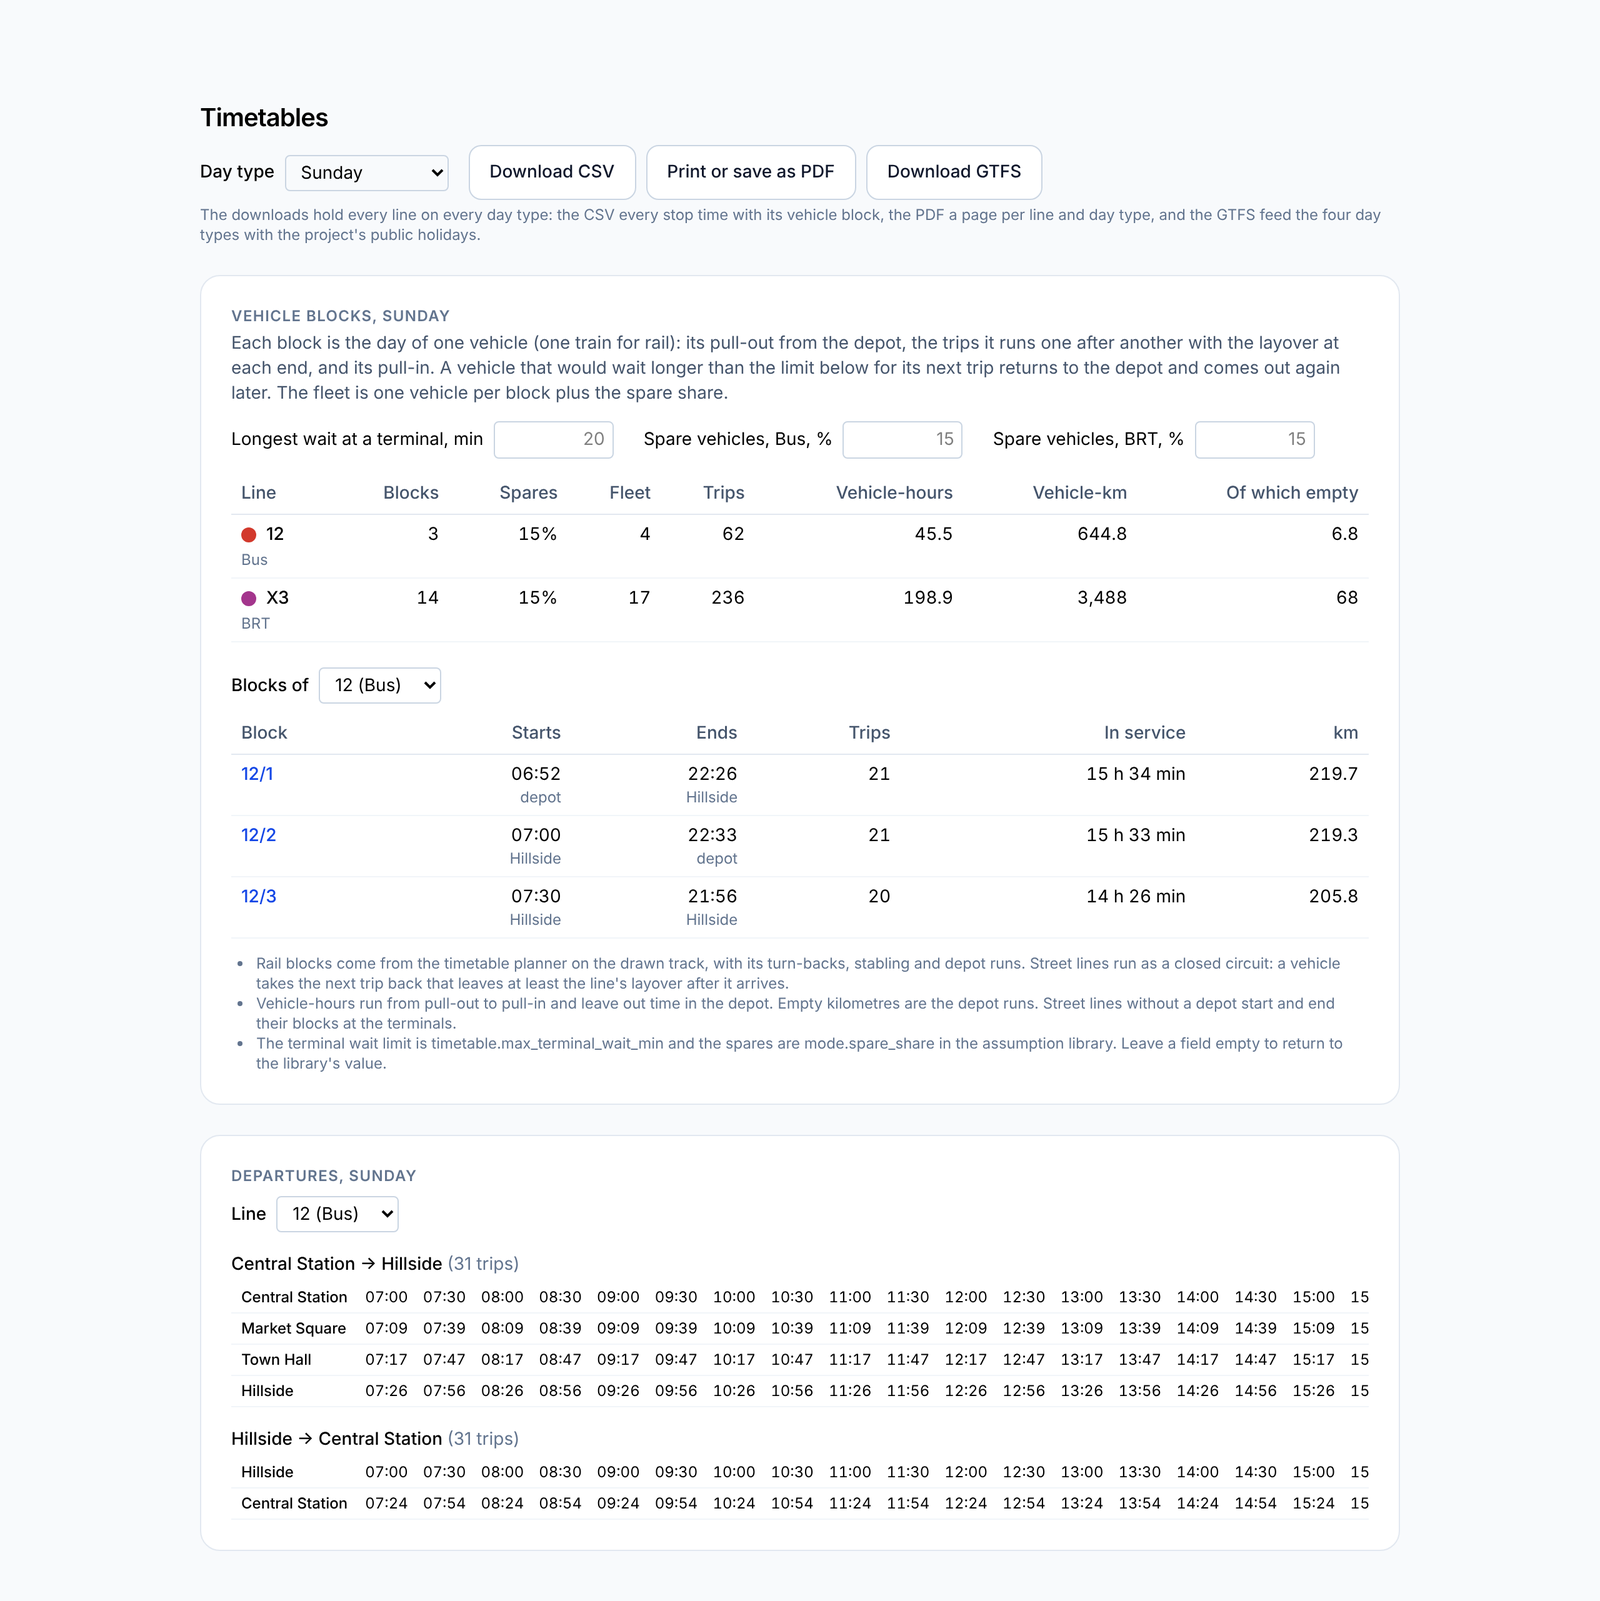 Timetables
Day type Sunday Download CSV Print or save as PDF Download GTFS
The downloads hold every line on every day type: the CSV every stop time with its vehicle block, the PDF a page per line and day type, and the GTFS feed the four day
types with the project's public holidays.
VEHICLE BLOCKS, SUNDAY
Each block is the day of one vehicle (one train for rail): its pull-out from the depot, the trips it runs one after another with the layover at
each end, and its pull-in. A vehicle that would wait longer than the limit below for its next trip returns to the depot and comes out again
later. The fleet is one vehicle per block plus the spare share.
Longest wait at a terminal, min 20 Spare vehicles, Bus, % 15 Spare vehicles, BRT, % 15
Line Blocks Spares Fleet Trips Vehicle-hours Vehicle-km Of which empty
12 3 15% 4 62 45.5 644.8 6.8
Bus
X3 14 15% 17 236 198.9 3,488 68
BRT
Blocks of 12 (Bus)
Block Starts Ends Trips In service km
12/1 06:52 22:26 21 15 h 34 min 219.7
depot Hillside
12/2 07:00 22:33 21 15 h 33 min 219.3
Hillside depot
12/3 07:30 21:56 20 14 h 26 min 205.8
Hillside Hillside
• Rail blocks come from the timetable planner on the drawn track, with its turn-backs, stabling and depot runs. Street lines run as a closed circuit: a vehicle
takes the next trip back that leaves at least the line's layover after it arrives.
• Vehicle-hours run from pull-out to pull-in and leave out time in the depot. Empty kilometres are the depot runs. Street lines without a depot start and end
their blocks at the terminals.
• The terminal wait limit is timetable.max_terminal_wait_min and the spares are mode.spare_share in the assumption library. Leave a field empty to return to
the library's value.
DEPARTURES, SUNDAY
Line 12 (Bus)
Central Station → Hillside (31 trips)
Central Station 07:00 07:30 08:00 08:30 09:00 09:30 10:00 10:30 11:00 11:30 12:00 12:30 13:00 13:30 14:00 14:30 15:00 15
Market Square 07:09 07:39 08:09 08:39 09:09 09:39 10:09 10:39 11:09 11:39 12:09 12:39 13:09 13:39 14:09 14:39 15:09 15
Town Hall 07:17 07:47 08:17 08:47 09:17 09:47 10:17 10:47 11:17 11:47 12:17 12:47 13:17 13:47 14:17 14:47 15:17 15
Hillside 07:26 07:56 08:26 08:56 09:26 09:56 10:26 10:56 11:26 11:56 12:26 12:56 13:26 13:56 14:26 14:56 15:26 15
Hillside → Central Station (31 trips)
Hillside 07:00 07:30 08:00 08:30 09:00 09:30 10:00 10:30 11:00 11:30 12:00 12:30 13:00 13:30 14:00 14:30 15:00 15
Central Station 07:24 07:54 08:24 08:54 09:24 09:54 10:24 10:54 11:24 11:54 12:24 12:54 13:24 13:54 14:24 14:54 15:24 15